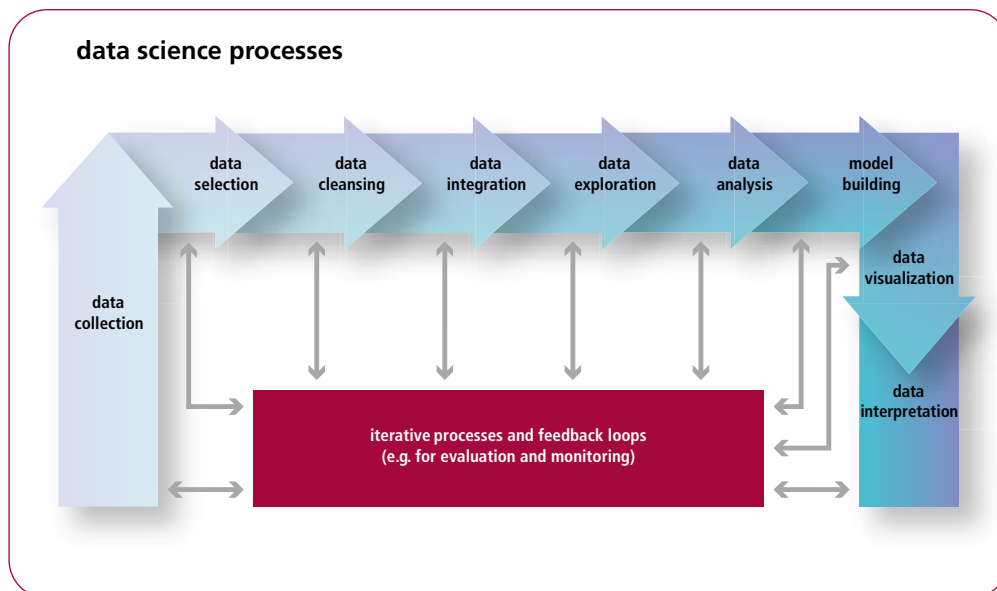 data science processes
data
selection
data
cleansing
data
integration
data
exploration
data
analysis
model
building
data
visualization
data
interpretation
data
collection
iterative processes and feedback loops
(e.g. for evaluation and monitoring)